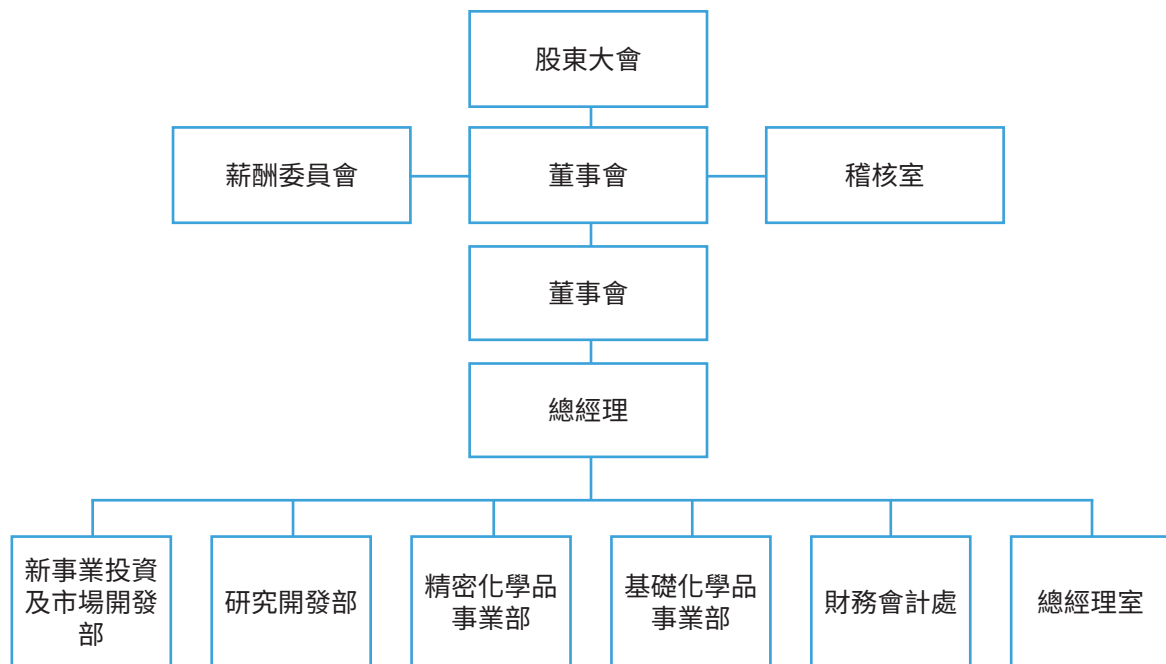 股東大會
薪酬委員會
董事會
稽核室
董事會
總經理
新事業投資
及市場開發
部
研究開發部
精密化學品
事業部
基礎化學品
事業部
財務會計處
總經理室